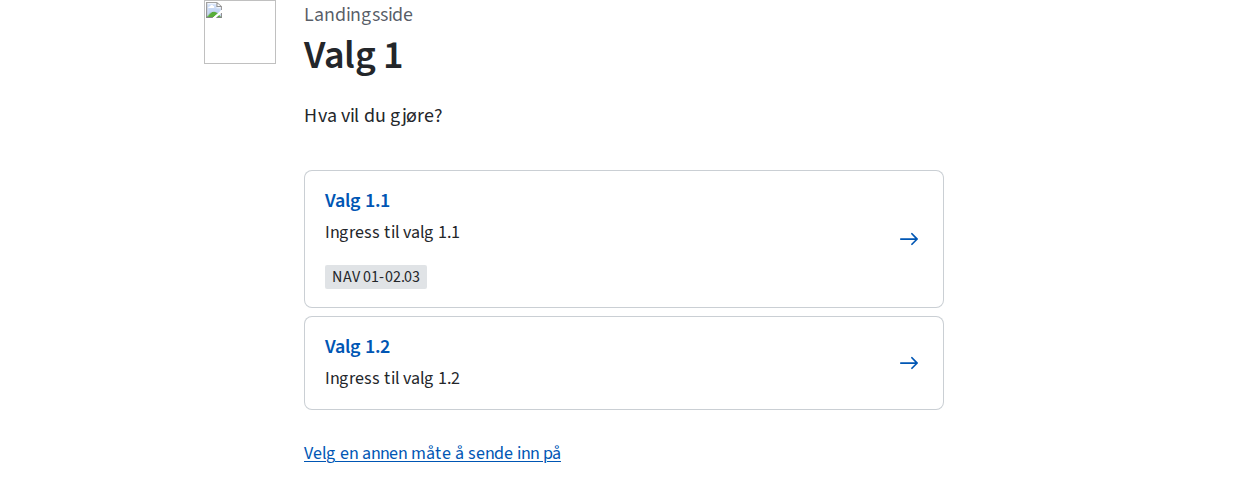 Landingsside
Valg 1
Hva vil du gjøre?
Valg 1.1
Ingress til valg 1.1
NAV 01-02.03
Valg 1.2
Ingress til valg 1.2
Velg en annen måte å sende inn på